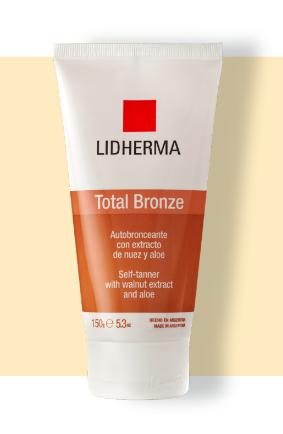 LIDHERMA
Total Bronze
Autobronceante
con extracto
de nuez y aloe
Self-tanner
with walnut extract
and aloe
150g ℮ 5.3oz
HECHO EN ARGENTINA
MADE IN ARGENTINA